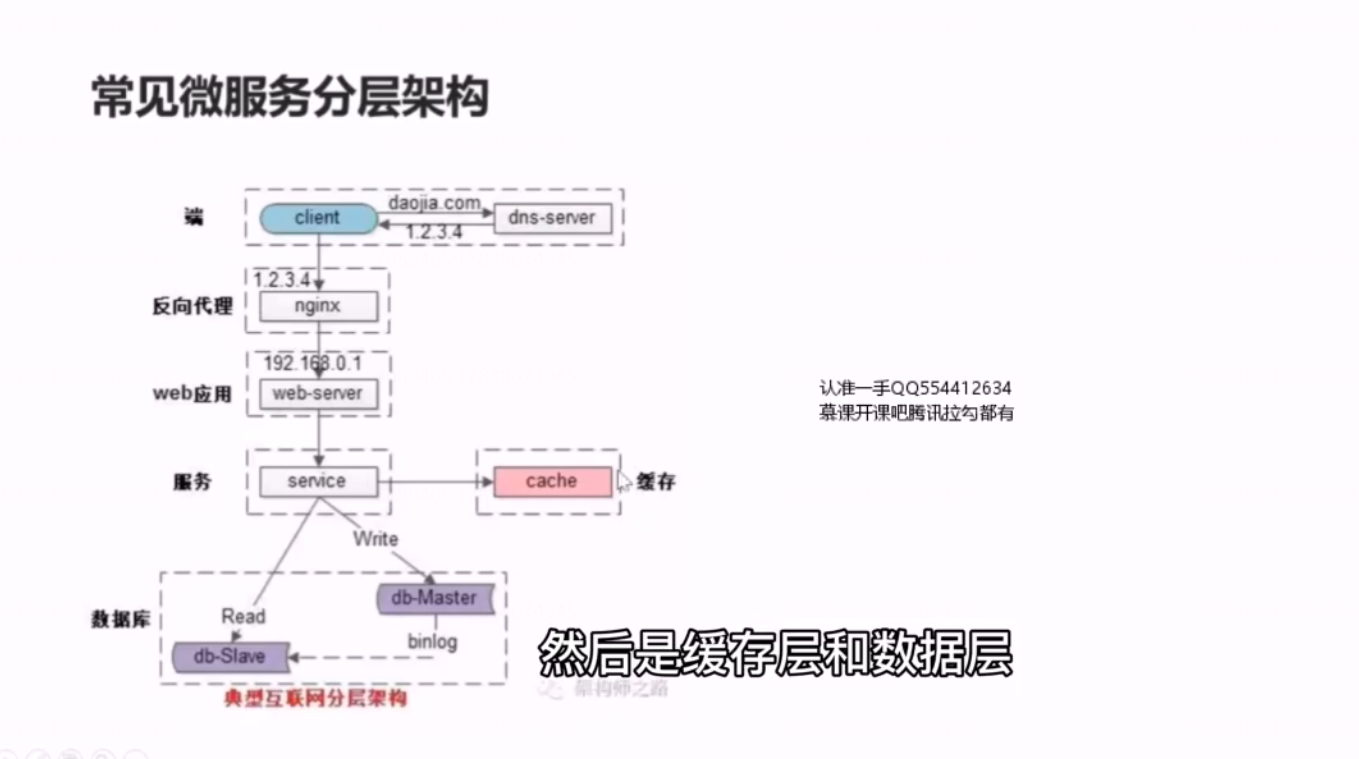 常见微服务分层架构
端
client
daojia.com
1.2.3.4
dns-server
1.2.3.4
反向代理
nginx
192.168.0.1
web应用
web-server
认准一手QQ554412634
慕课开课吧腾讯拉勾都有
服务
service
cache
缓存
Write
数据库
db-Master
Read
binlog
db-Slave
然后是缓存层和数据层
架构师之路
典型互联网分层架构